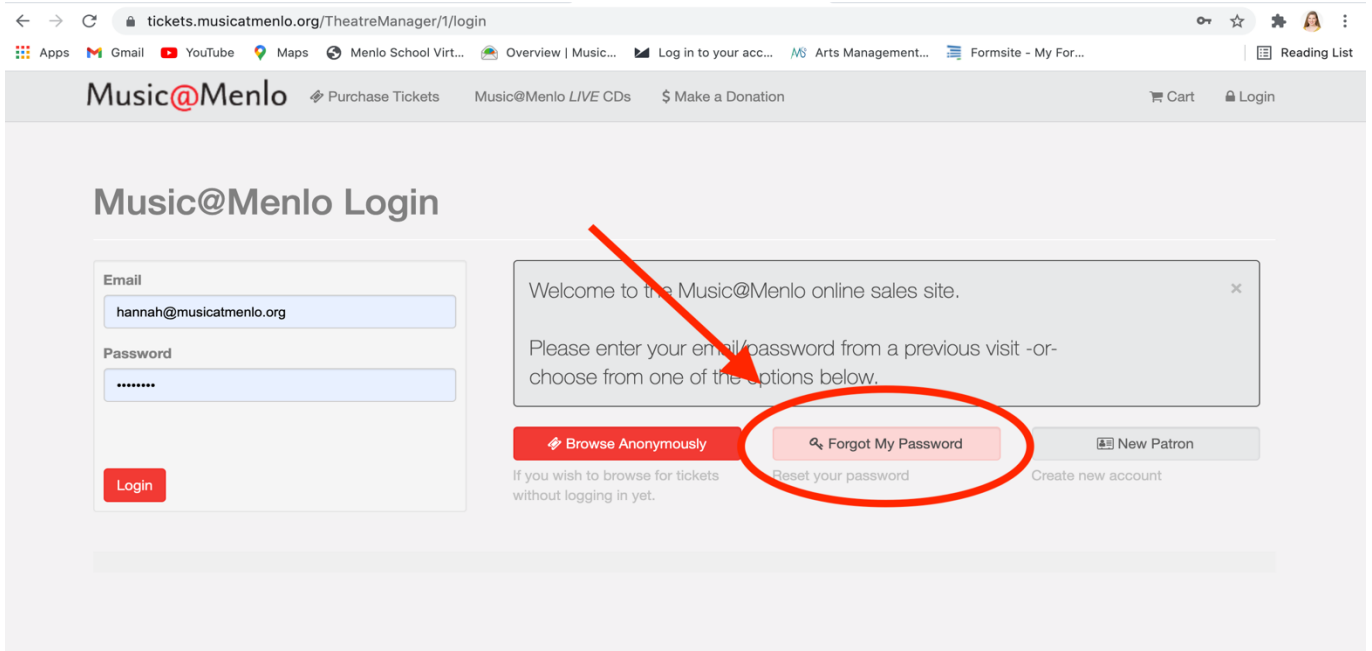 tickets.musicatmenlo.org/TheatreManager/1/login
Apps Gmail YouTube Maps Menlo School Virt... Overview | Music... Log in to your acc... Arts Management... Formsite - My For... Reading List
Music@Menlo Purchase Tickets Music@Menlo LIVE CDs $ Make a Donation Cart Login
Music@Menlo Login
Email
hannah@musicatmenlo.org
Password
••••••••
Login
Welcome to the Music@Menlo online sales site.
Please enter your email/password from a previous visit -or-
choose from one of the options below.
×
Browse Anonymously
If you wish to browse for tickets
without logging in yet.
Forgot My Password
Reset your password
New Patron
Create new account